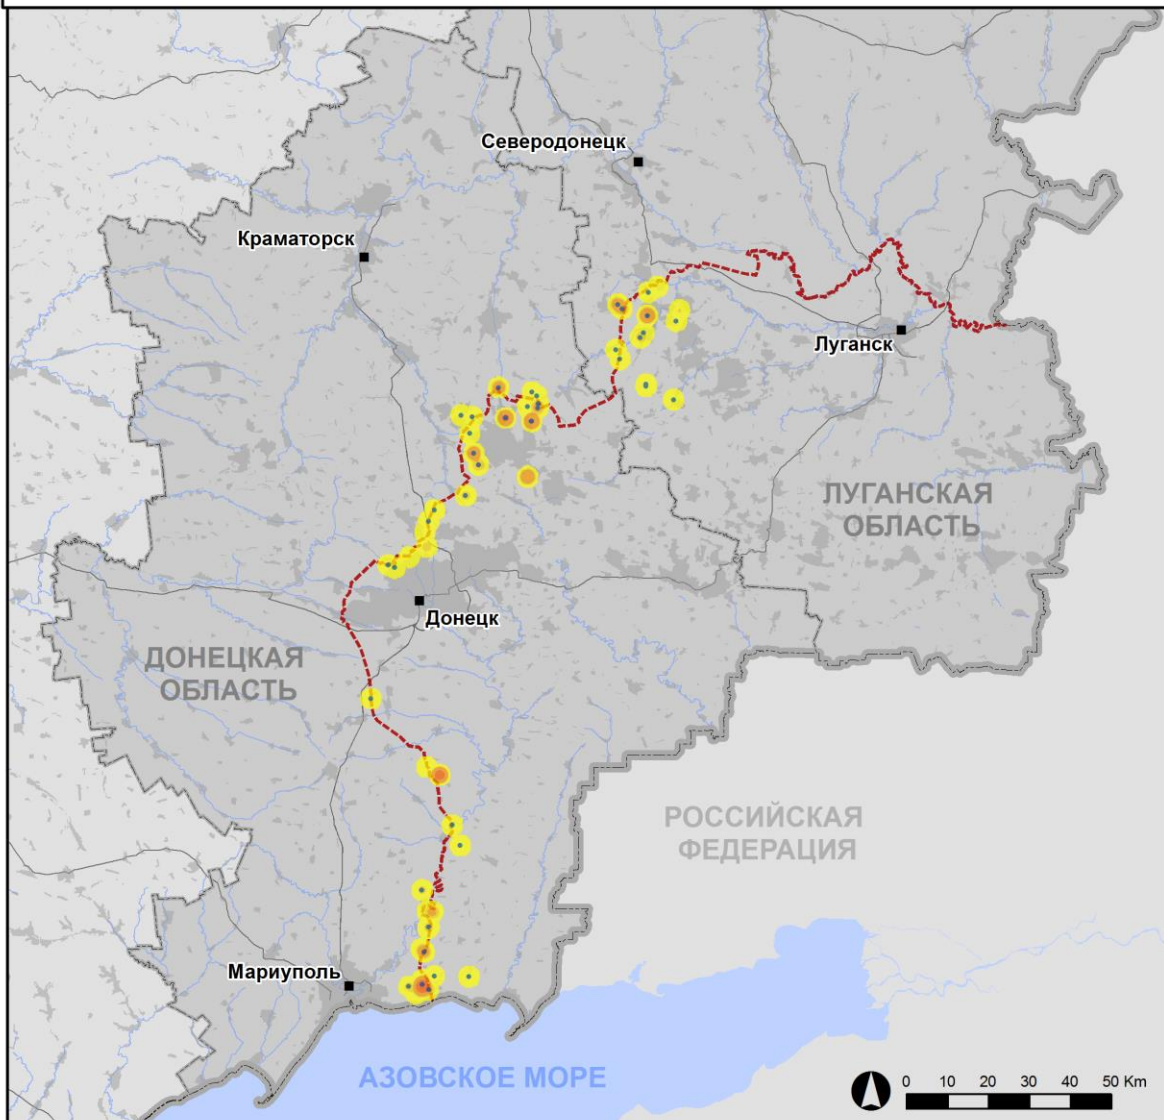 Северодонецк
Краматорск
Луганск
ЛУГАНСКАЯ
ОБЛАСТЬ
Донецк
ДОНЕЦКАЯ
ОБЛАСТЬ
РОССИЙСКАЯ
ФЕДЕРАЦИЯ
Мариуполь
АЗОВСКОЕ МОРЕ
0 10 20 30 40 50 Km